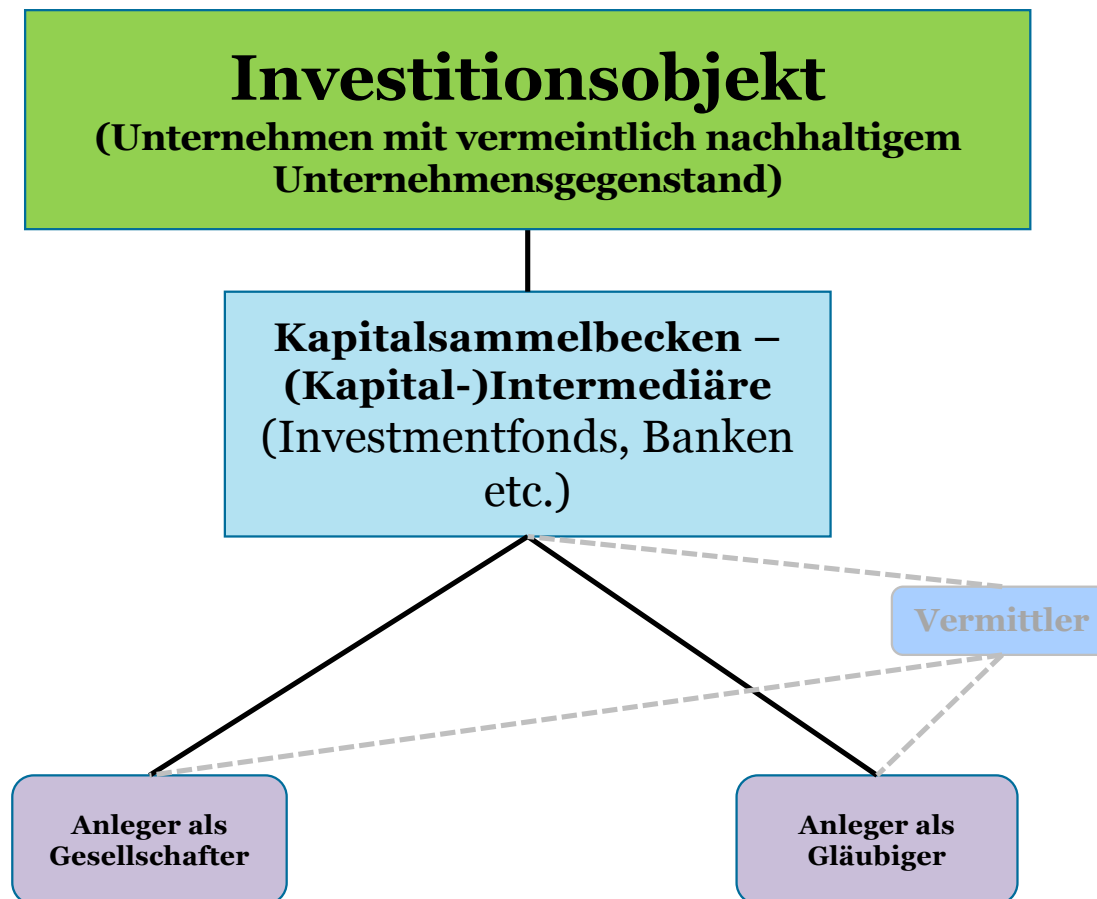 Investitionsobjekt
(Unternehmen mit vermeintlich nachhaltigem
Unternehmensgegenstand)
Kapitalsammelbecken –
(Kapital-)Intermediäre
(Investmentfonds, Banken
etc.)
Vermittler
Anleger als
Gesellschafter
Anleger als
Gläubiger